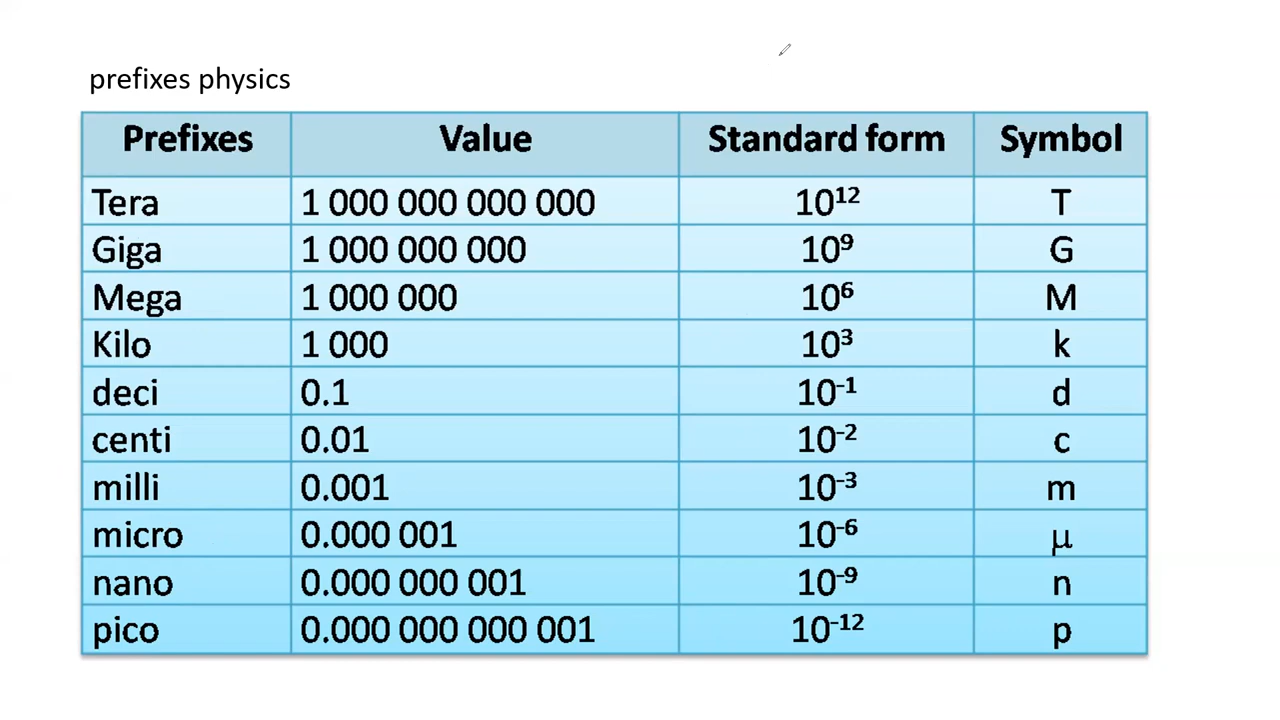 prefixes physics
Prefixes Value Standard form Symbol
Tera 1 000 000 000 000 10¹² T
Giga 1 000 000 000 10⁹ G
Mega 1 000 000 10⁶ M
Kilo 1 000 10³ k
deci 0.1 10⁻¹ d
centi 0.01 10⁻² c
milli 0.001 10⁻³ m
micro 0.000 001 10⁻⁶ μ
nano 0.000 000 001 10⁻⁹ n
pico 0.000 000 000 001 10⁻¹² p